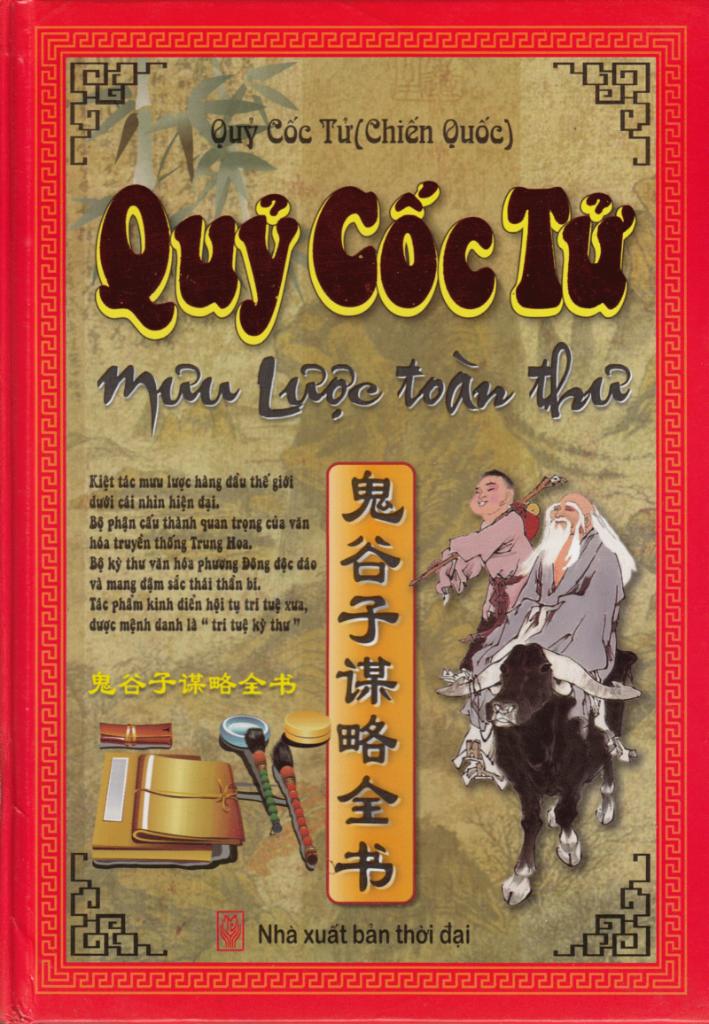 Quỷ Cốc Tử(Chiến Quốc)
Quỷ Cốc Tử
Mưu Lược toàn thư
Kiệt tác mưu lược hàng đầu thế giới
dưới cái nhìn hiện đại.
Bộ phận cấu thành quan trọng của văn
hóa truyền thống Trung Hoa.
Bộ kỳ thư văn hóa phương Đông độc đáo
và mang đậm sắc thái thần bí.
Tác phẩm kinh điển hội tụ trí tuệ xưa,
được mệnh danh là “ trí tuệ kỳ thư ”
鬼谷子谋略全书
鬼谷子谋略全书
Nhà xuất bản thời đại